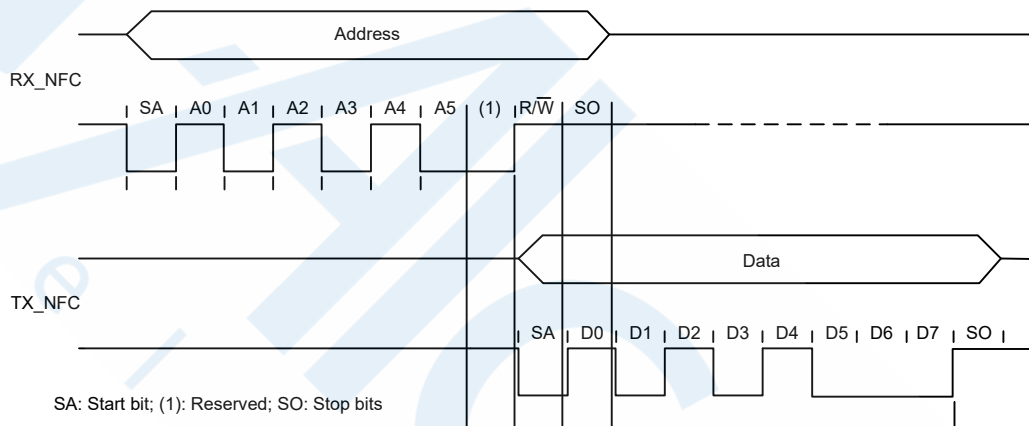 Address
RX_NFC
SA A0 A1 A2 A3 A4 A5 (1) R/W̅ SO
Data
TX_NFC
SA D0 D1 D2 D3 D4 D5 D6 D7 SO
SA: Start bit; (1): Reserved; SO: Stop bits